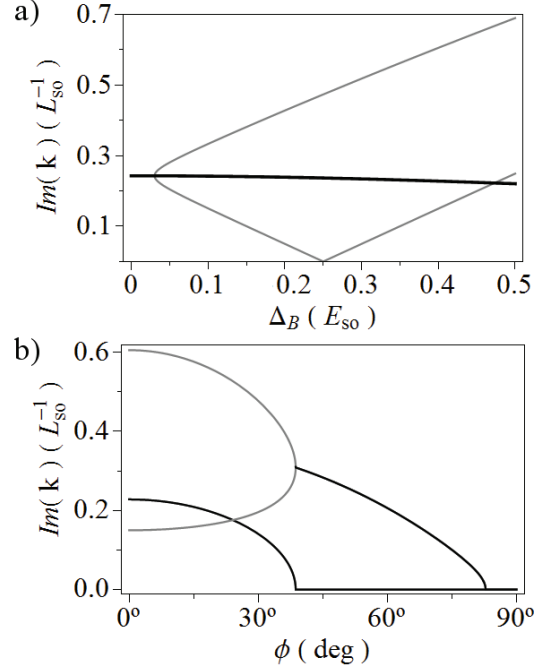 a)
0.7
0.5
0.3
0.1
Im( k ) ( L_so^-1 )
0 0.1 0.2 0.3 0.4 0.5
Δ_B ( E_so )
b)
0.6
0.4
0.2
0.0
Im( k ) ( L_so^-1 )
0º 30º 60º 90º
ϕ ( deg )